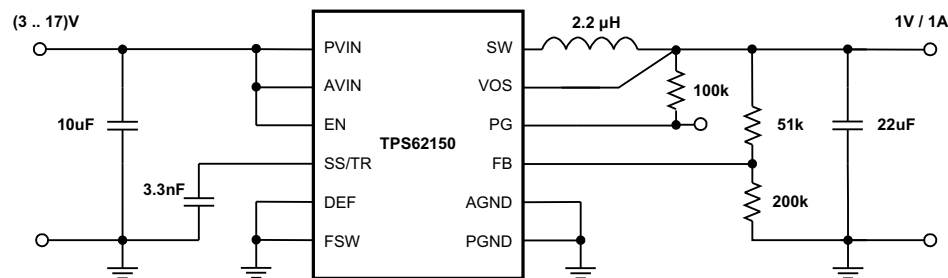 (3 .. 17)V
2.2 µH
1V / 1A
PVIN
SW
AVIN
VOS
100k
10uF
EN
PG
51k
22uF
TPS62150
SS/TR
FB
3.3nF
DEF
AGND
200k
FSW
PGND